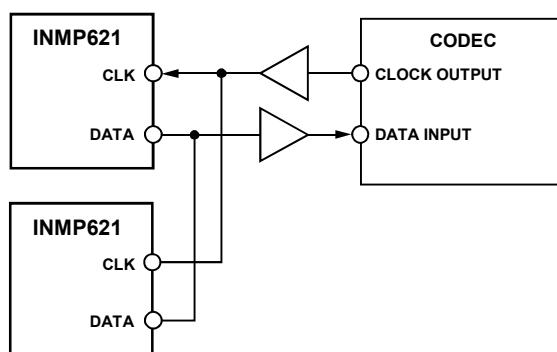 INMP621
CLK
DATA
CODEC
CLOCK OUTPUT
DATA INPUT
INMP621
CLK
DATA